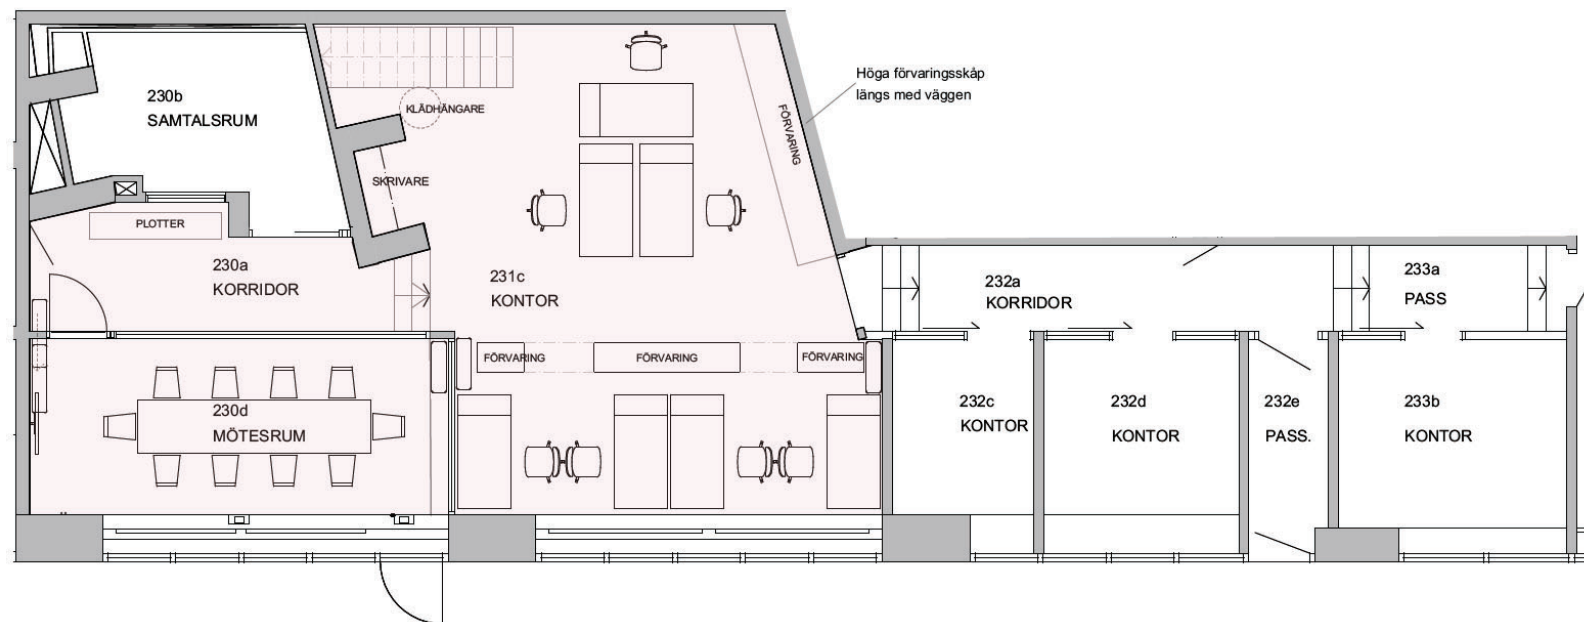 Höga förvaringsskåp
längs med väggen
230b
SAMTALSRUM
KLÄDHÄNGARE
FÖRVARING
SKRIVARE
PLOTTER
230a
KORRIDOR
231c
KONTOR
232a
KORRIDOR
233a
PASS
FÖRVARING
FÖRVARING
FÖRVARING
230d
MÖTESRUM
232c
KONTOR
232d
KONTOR
232e
PASS.
233b
KONTOR